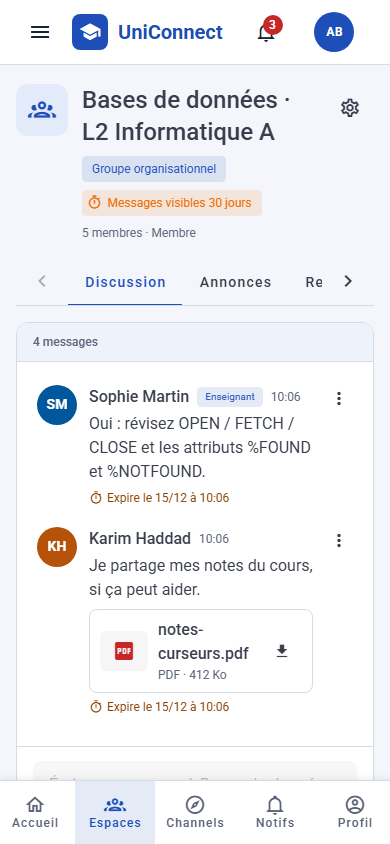 UniConnect
3
AB
Bases de données ·
L2 Informatique A
Groupe organisationnel
Messages visibles 30 jours
5 membres · Membre
Discussion
Annonces
Re
4 messages
SM
Sophie Martin
Enseignant
10:06
Oui : révisez OPEN / FETCH /
CLOSE et les attributs %FOUND
et %NOTFOUND.
Expire le 15/12 à 10:06
KH
Karim Haddad
10:06
Je partage mes notes du cours,
si ça peut aider.
PDF
notes-
curseurs.pdf
PDF · 412 Ko
Expire le 15/12 à 10:06
Accueil
Espaces
Channels
Notifs
Profil